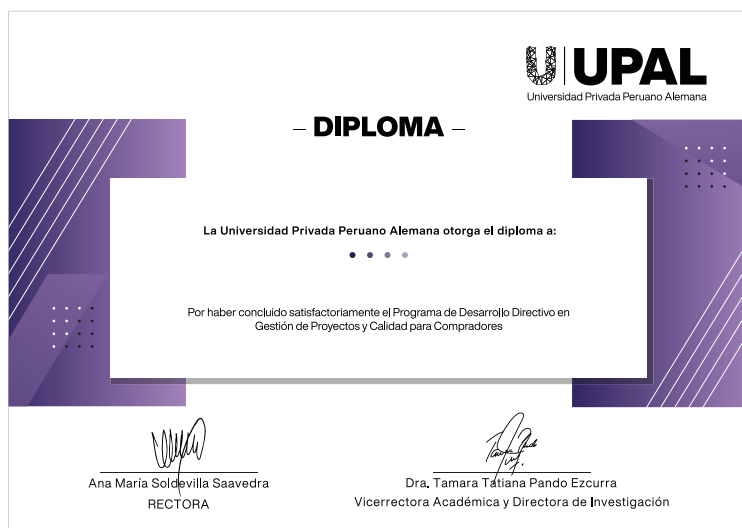 UPAL
Universidad Privada Peruano Alemana
– DIPLOMA –
La Universidad Privada Peruano Alemana otorga el diploma a:
Por haber concluido satisfactoriamente el Programa de Desarrollo Directivo en
Gestión de Proyectos y Calidad para Compradores
Ana María Soldevilla Saavedra
RECTORA
Dra. Tamara Tatiana Pando Ezcurra
Vicerrectora Académica y Directora de Investigación